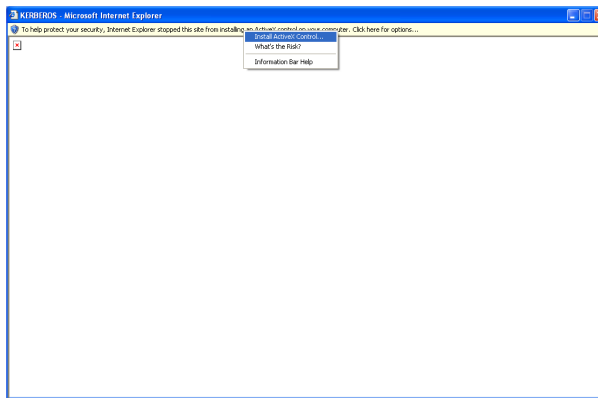 KERBEROS - Microsoft Internet Explorer
To help protect your security, Internet Explorer stopped this site from installing an ActiveX control on your computer. Click here for options...
Install ActiveX Control...
What's the Risk?
Information Bar Help